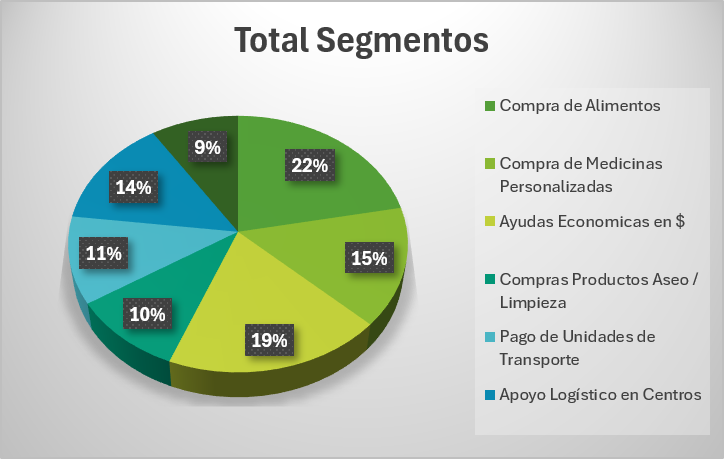 Total Segmentos
9%
22%
14%
11%
15%
10%
19%
Compra de Alimentos
Compra de Medicinas
Personalizadas
Ayudas Economicas en $
Compras Productos Aseo /
Limpieza
Pago de Unidades de
Transporte
Apoyo Logístico en Centros